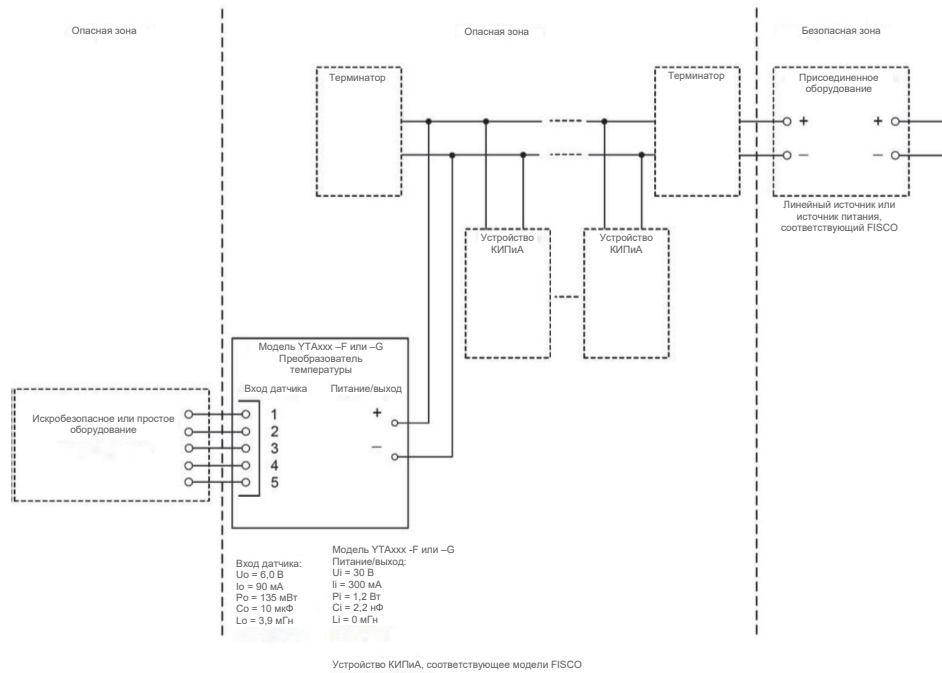 Опасная зона
Опасная зона
Безопасная зона
Терминатор
Терминатор
Присоединенное
оборудование
+
+
–
–
Линейный источник или
источник питания,
соответствующий FISCO
Устройство
КИПиА
Устройство
КИПиА
Модель YTAxxx –F или –G
Преобразователь
температуры
Вход датчика
Питание/выход
Искробезопасное или простое
оборудование
1
2
3
4
5
+
–
Вход датчика:
Uo = 6,0 В
Io = 90 мА
Po = 135 мВт
Co = 10 мкФ
Lo = 3,9 мГн
Модель YTAxxx -F или –G
Питание/выход:
Ui = 30 В
Ii = 300 мА
Pi = 1,2 Вт
Ci = 2,2 нФ
Li = 0 мГн
Устройство КИПиА, соответствующее модели FISCO